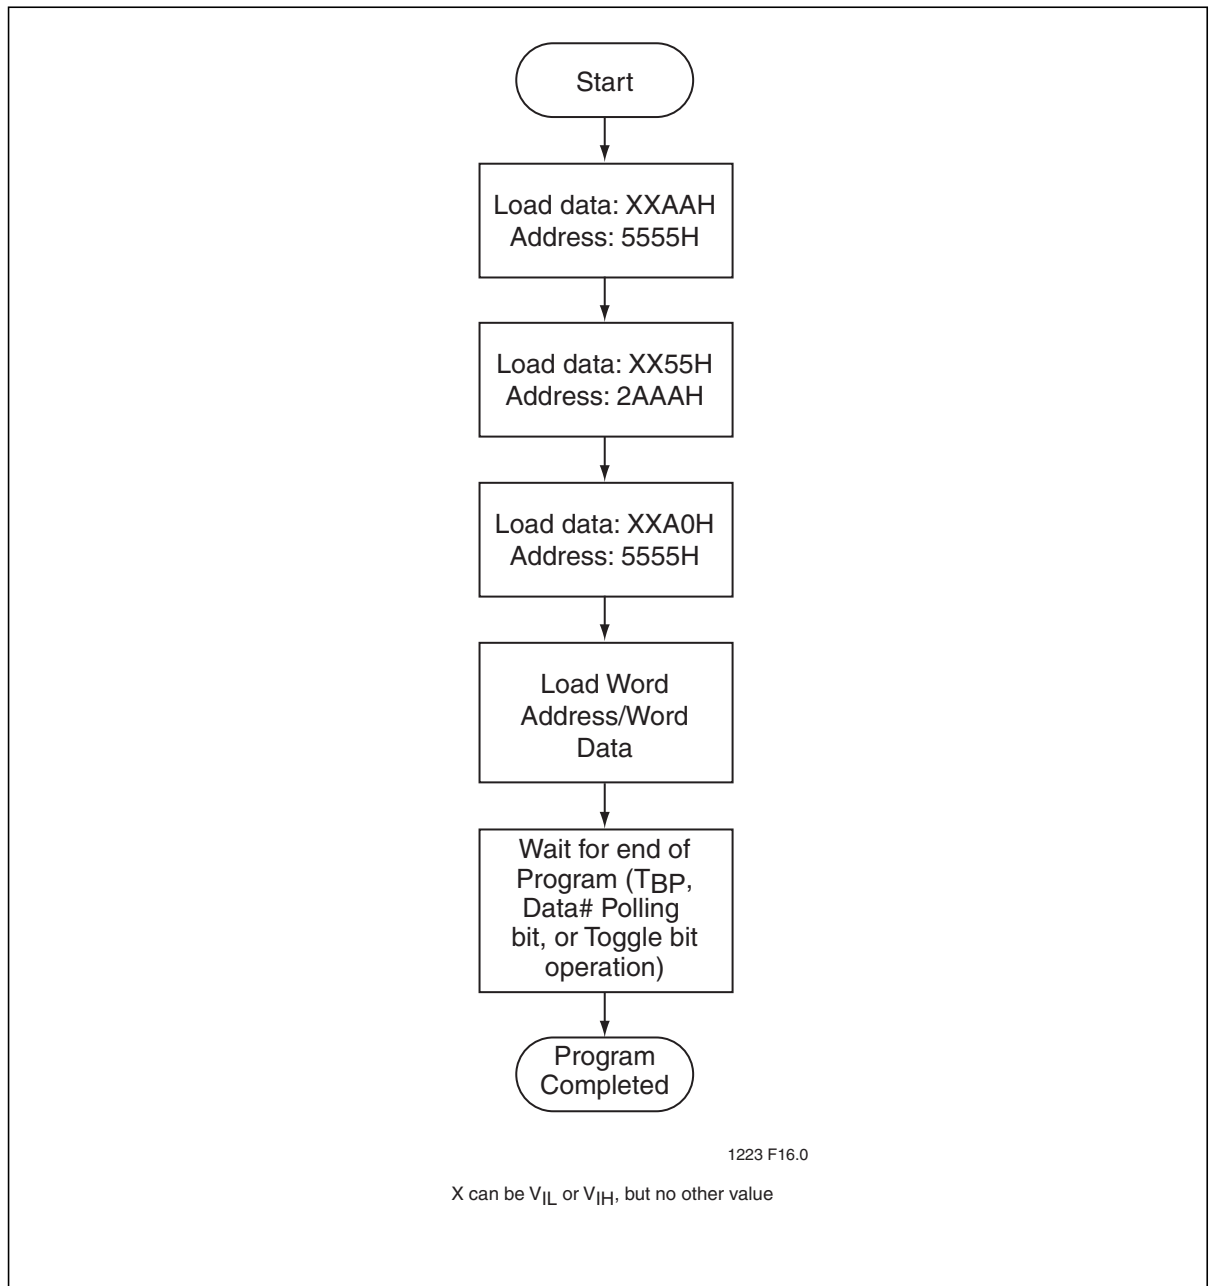 Start
Load data: XXAAH
Address: 5555H
Load data: XX55H
Address: 2AAAH
Load data: XXA0H
Address: 5555H
Load Word
Address/Word
Data
Wait for end of
Program (TBP,
Data# Polling
bit, or Toggle bit
operation)
Program
Completed
1223 F16.0
X can be VIL or VIH, but no other value